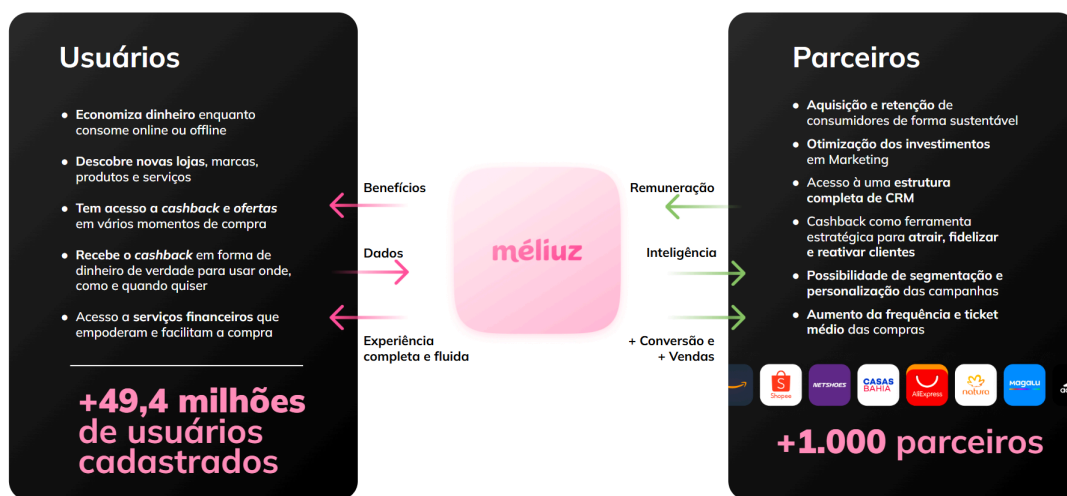 Usuários
• Economiza dinheiro enquanto
consome online ou offline
• Descobre novas lojas, marcas,
produtos e serviços
• Tem acesso a cashback e ofertas
em vários momentos de compra
• Recebe o cashback em forma de
dinheiro de verdade para usar onde,
como e quando quiser
• Acesso a serviços financeiros que
empoderam e facilitam a compra
+49,4 milhões
de usuários
cadastrados
Benefícios
Dados
Experiência
completa e fluida
méliuz
Remuneração
Inteligência
+ Conversão e
+ Vendas
Parceiros
• Aquisição e retenção de
consumidores de forma sustentável
• Otimização dos investimentos
em Marketing
• Acesso à uma estrutura
completa de CRM
• Cashback como ferramenta
estratégica para atrair, fidelizar
e reativar clientes
• Possibilidade de segmentação e
personalização das campanhas
• Aumento da frequência e ticket
médio das compras
Shopee
NETSHOES
CASAS
BAHIA
AliExpress
natura
MagaLu
+1.000 parceiros